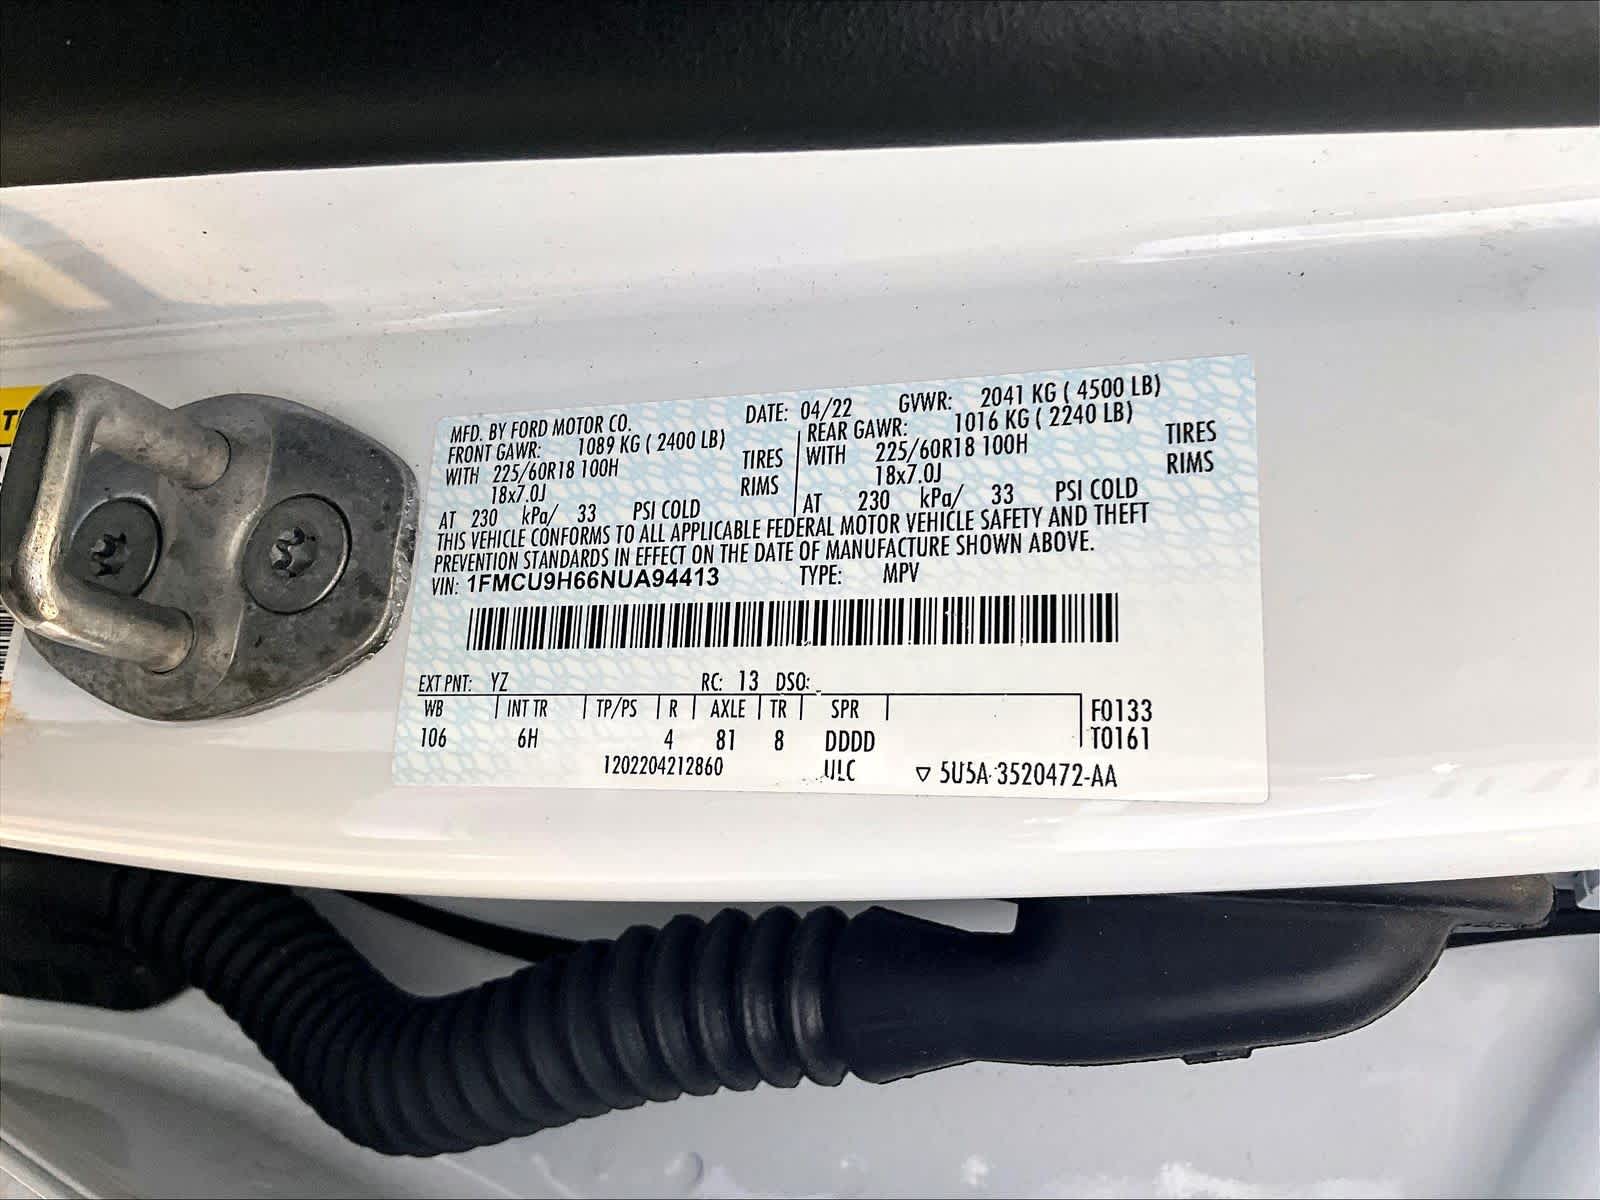 MFD. BY FORD MOTOR CO. DATE: 04/22 GVWR: 2041 KG ( 4500 LB)
FRONT GAWR: 1089 KG ( 2400 LB) REAR GAWR: 1016 KG ( 2240 LB)
WITH 225/60R18 100H TIRES WITH 225/60R18 100H TIRES
18x7.0J RIMS 18x7.0J RIMS
AT 230 kPa/ 33 PSI COLD AT 230 kPa/ 33 PSI COLD
THIS VEHICLE CONFORMS TO ALL APPLICABLE FEDERAL MOTOR VEHICLE SAFETY AND THEFT
PREVENTION STANDARDS IN EFFECT ON THE DATE OF MANUFACTURE SHOWN ABOVE.
VIN: 1FMCU9H66NUA94413 TYPE: MPV
EXT PNT: YZ RC: 13 DSO:
WB INT TR TP/PS R AXLE TR SPR F0133
106 6H 4 81 8 DDDD T0161
1202204212860 ULC ▽ 5U5A-3520472-AA